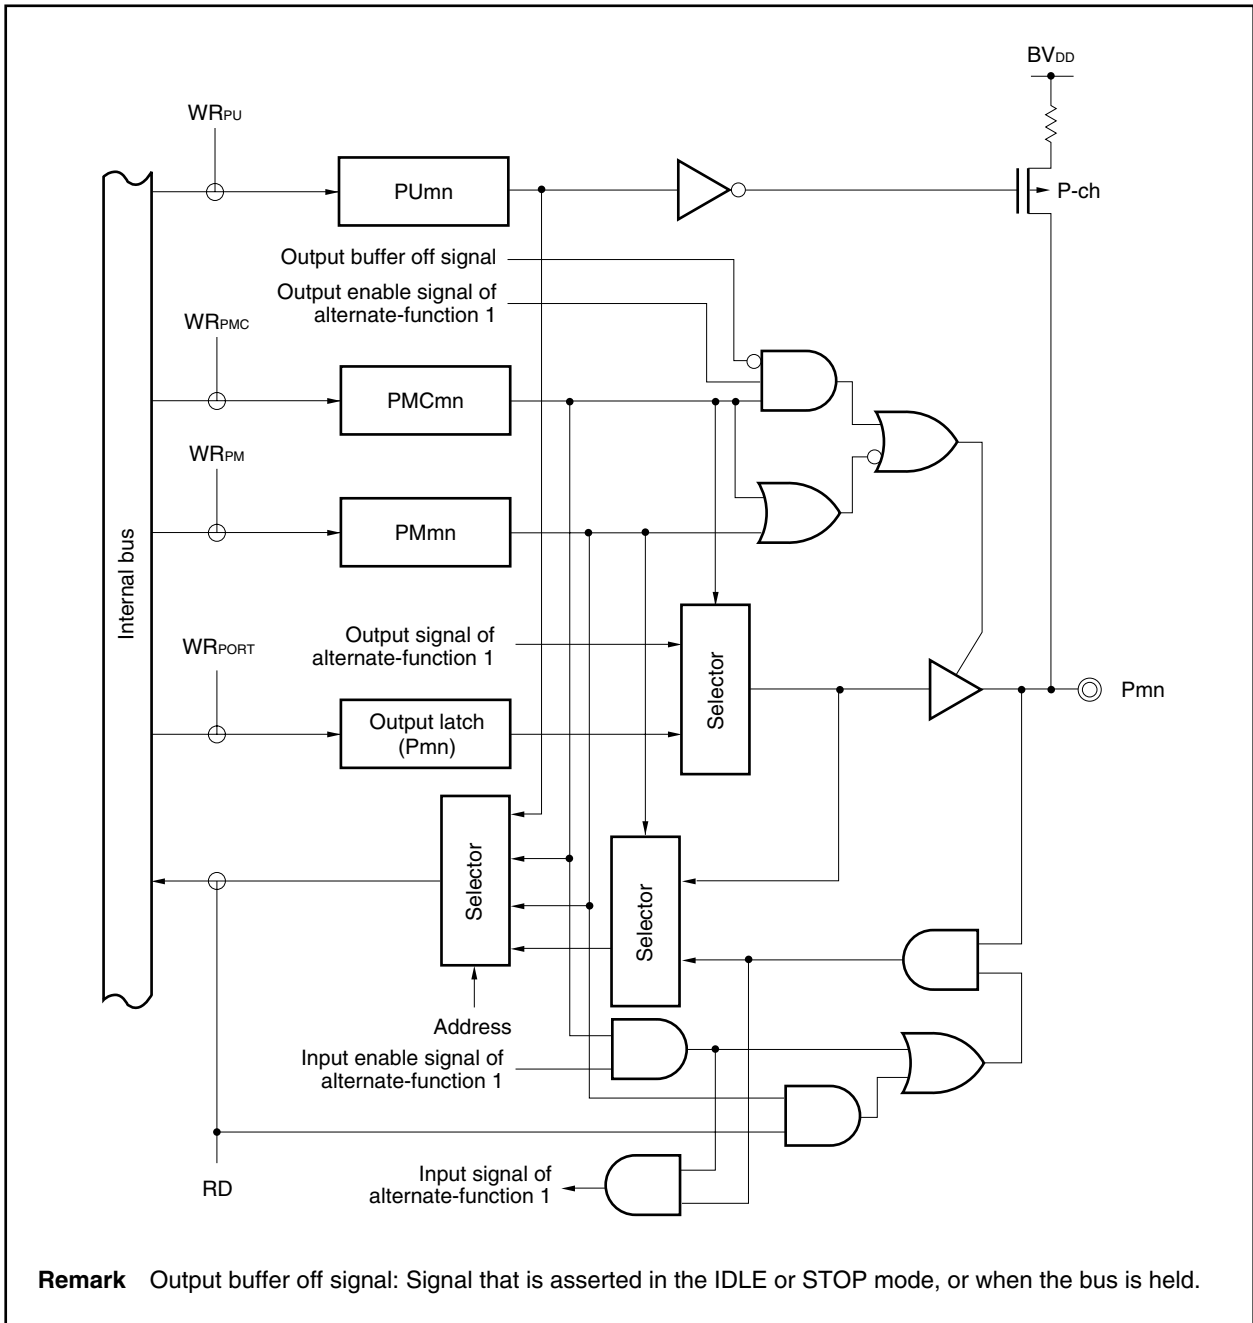 BVDD
WRPU
PUmn
P-ch
Output buffer off signal
Output enable signal of
alternate-function 1
WRPMC
PMCmn
WRPM
PMmn
Internal bus
Output signal of
alternate-function 1
WRPORT
Selector
Pmn
Output latch
(Pmn)
Selector
Selector
Address
Input enable signal of
alternate-function 1
RD
Input signal of
alternate-function 1
Remark Output buffer off signal: Signal that is asserted in the IDLE or STOP mode, or when the bus is held.